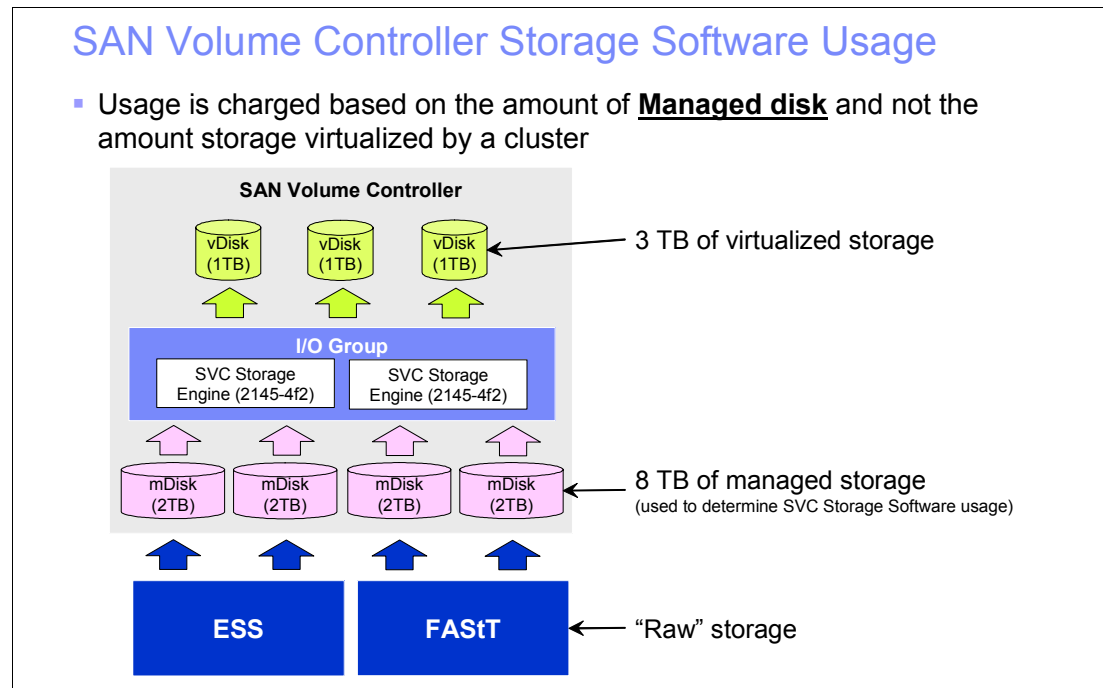 SAN Volume Controller Storage Software Usage
▪ Usage is charged based on the amount of Managed disk and not the
amount storage virtualized by a cluster
SAN Volume Controller
vDisk
(1TB)
vDisk
(1TB)
vDisk
(1TB)
3 TB of virtualized storage
I/O Group
SVC Storage
Engine (2145-4f2)
SVC Storage
Engine (2145-4f2)
mDisk
(2TB)
mDisk
(2TB)
mDisk
(2TB)
mDisk
(2TB)
8 TB of managed storage
(used to determine SVC Storage Software usage)
ESS
FAStT
“Raw” storage